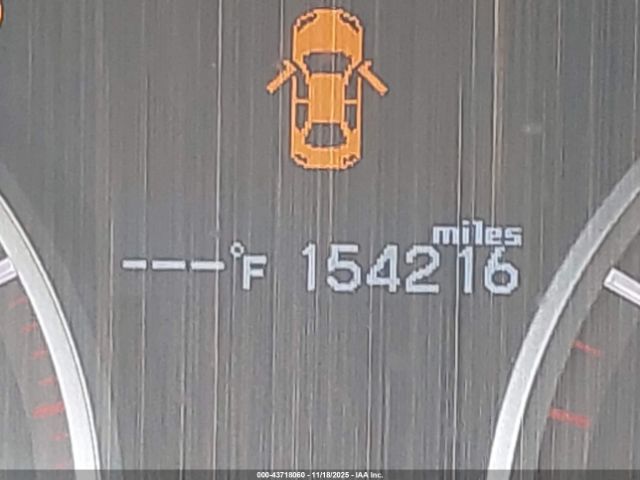 miles
---°F 154216
000-43718060 - 11/18/2025 - IAA Inc.